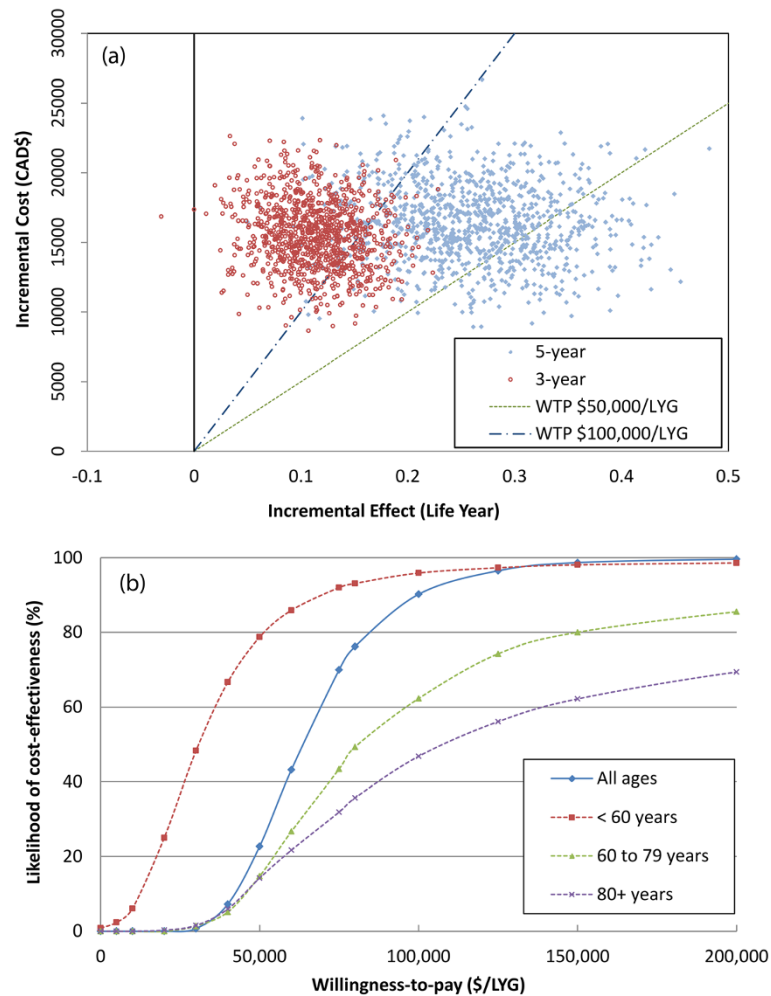 (a)
Incremental Cost (CAD$)
30000
25000
20000
15000
10000
5000
0
-0.1
0
0.1
0.2
0.3
0.4
0.5
Incremental Effect (Life Year)
5-year
3-year
WTP $50,000/LYG
WTP $100,000/LYG
(b)
Likelihood of cost-effectiveness (%)
100
80
60
40
20
0
0
50,000
100,000
150,000
200,000
Willingness-to-pay ($/LYG)
All ages
< 60 years
60 to 79 years
80+ years